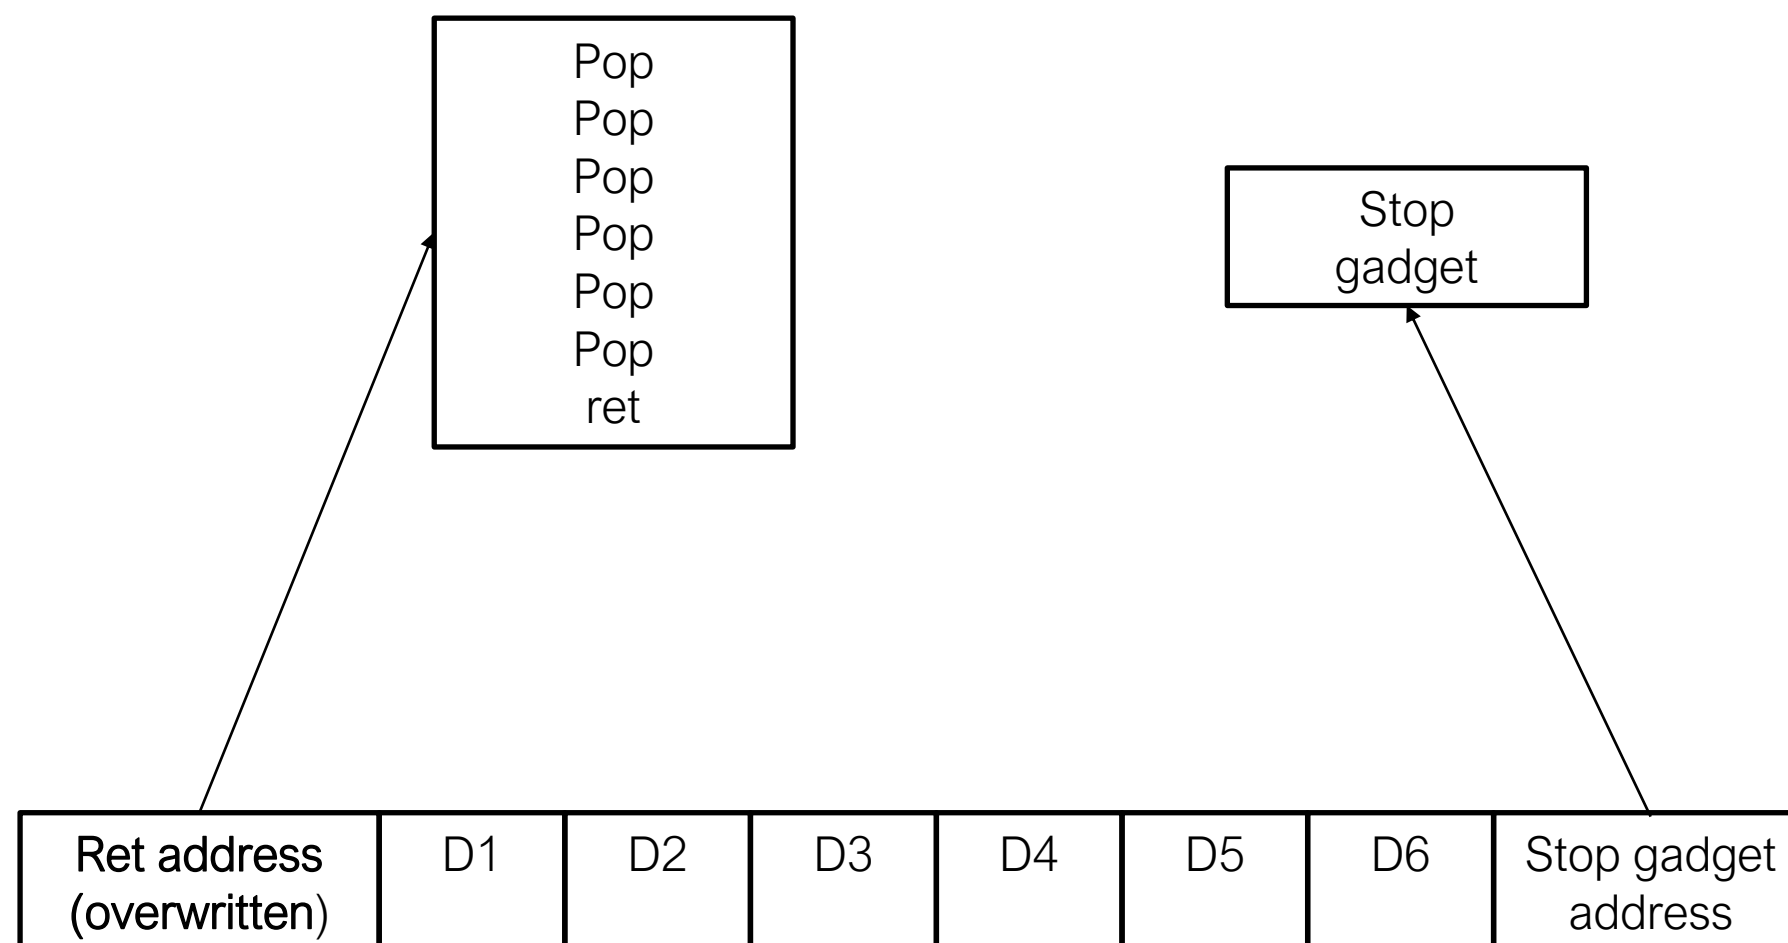 Pop
Pop
Pop
Pop
Pop
Pop
ret
Stop
gadget
Ret address
(overwritten)
D1
D2
D3
D4
D5
D6
Stop gadget
address